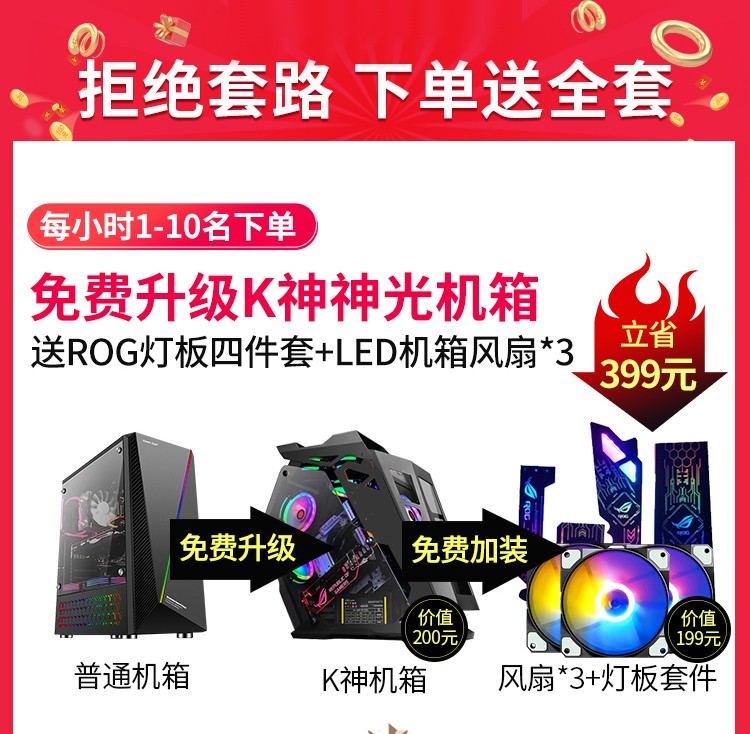 拒绝套路 下单送全套
每小时1-10名下单
免费升级K神神光机箱
送ROG灯板四件套+LED机箱风扇*3
立省
399元
免费升级
免费加装
价值
200元
价值
199元
普通机箱
K神机箱
风扇*3+灯板套件